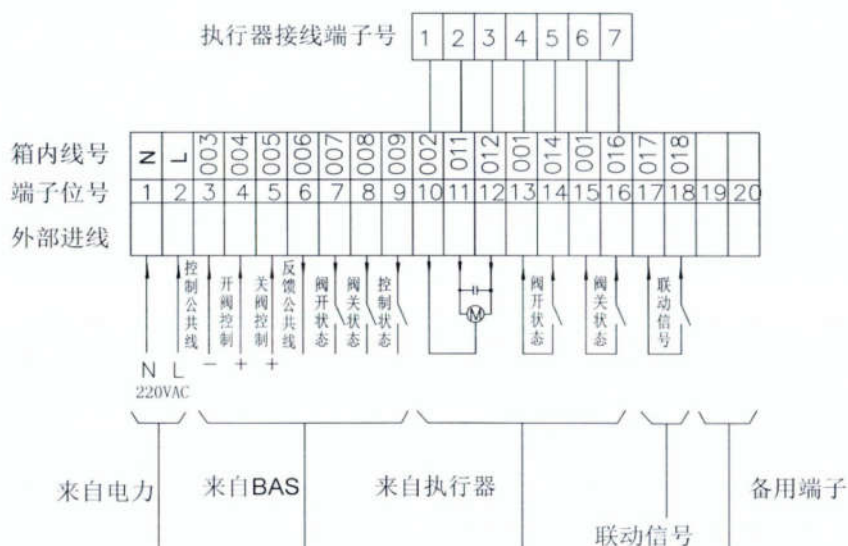 执行器接线端子号 1 2 3 4 5 6 7
箱内线号 N L 003 004 005 006 007 008 009 002 011 012 001 014 001 016 017 018
端子位号 1 2 3 4 5 6 7 8 9 10 11 12 13 14 15 16 17 18 19 20
外部进线
控制公共线
开阀控制
关阀控制
反馈公共线
阀开状态
阀关状态
控制状态
M
阀开状态
阀关状态
联动信号
N L − + +
220VAC
来自电力
来自BAS
来自执行器
联动信号
备用端子